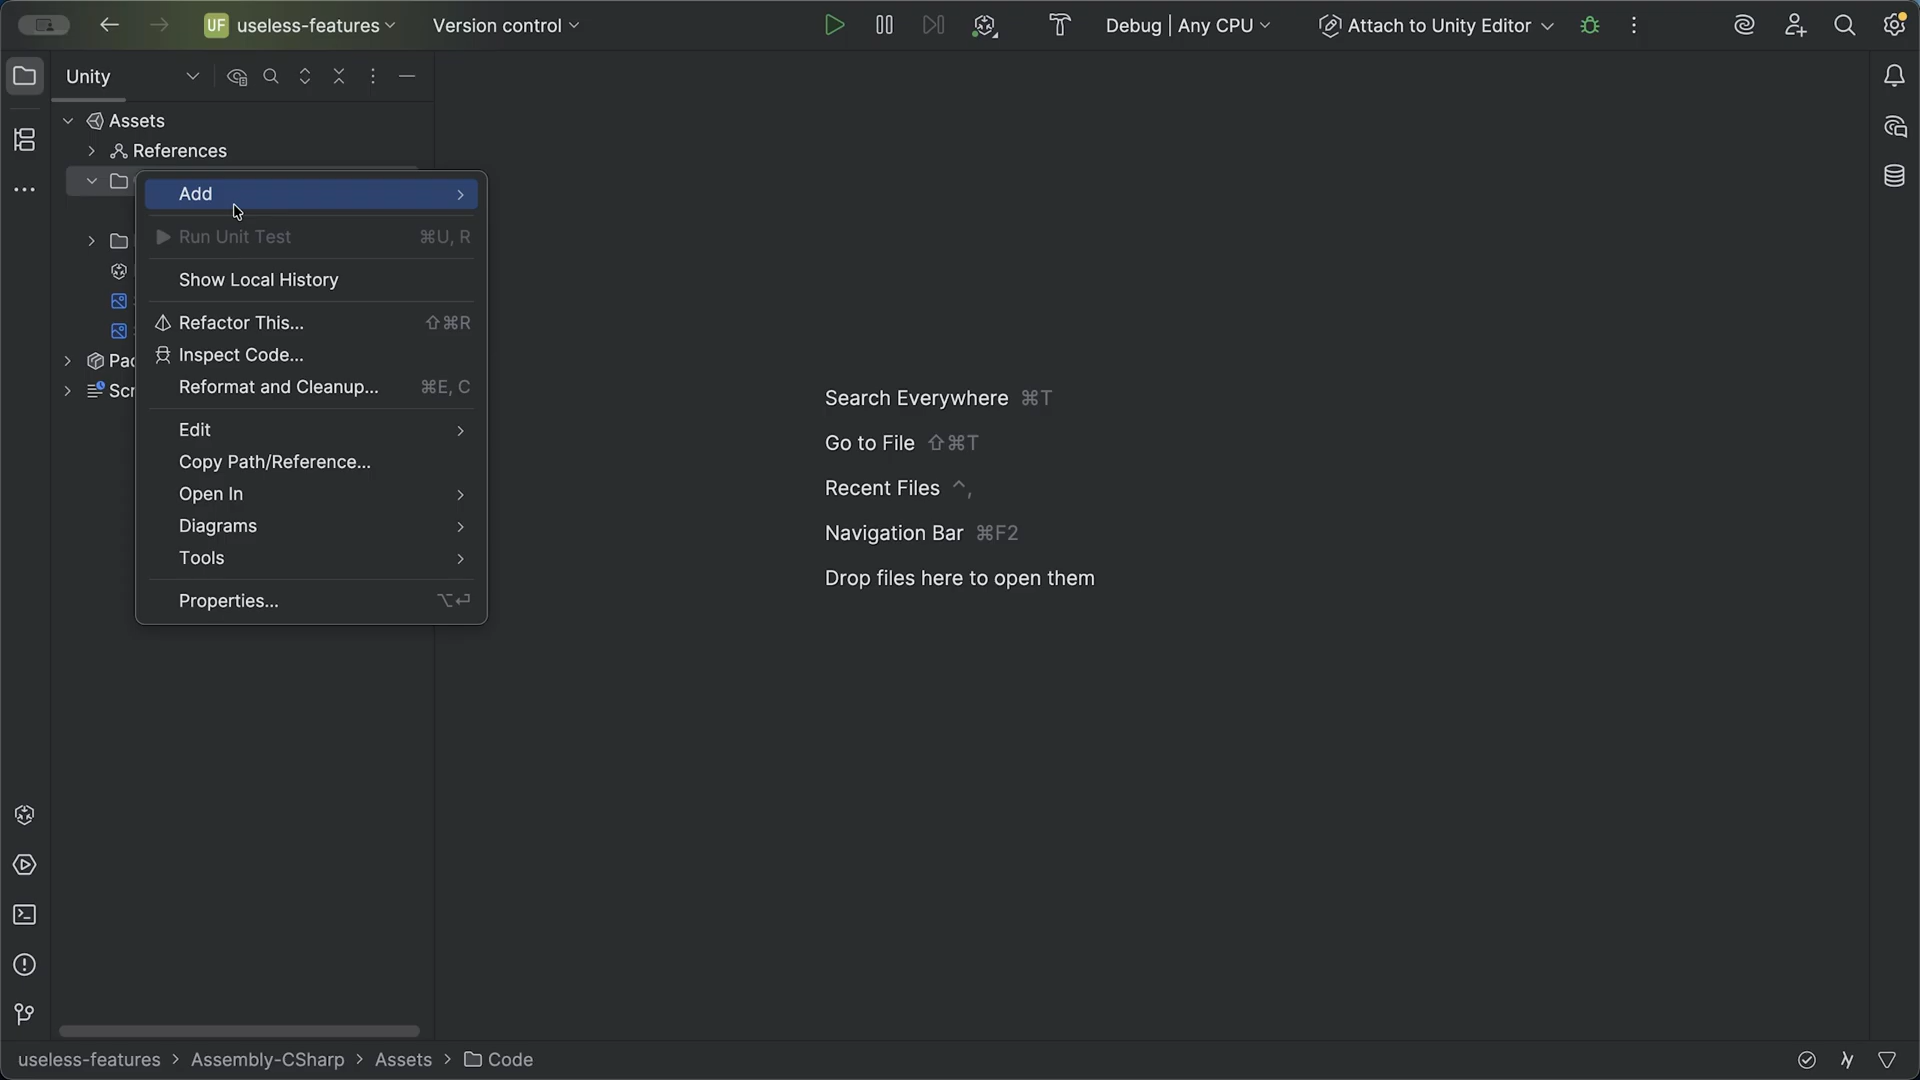 UF useless-features Version control Debug | Any CPU Attach to Unity Editor
Unity
Assets
References
Add
Run Unit Test ⌘U, R
Show Local History
Refactor This... ⇧⌘R
Inspect Code...
Pac
Reformat and Cleanup... ⌘E, C
Scr
Edit
Copy Path/Reference...
Open In
Diagrams
Tools
Properties... ⌥↩
Search Everywhere ⌘T
Go to File ⇧⌘T
Recent Files ^,
Navigation Bar ⌘F2
Drop files here to open them
useless-features > Assembly-CSharp > Assets > Code